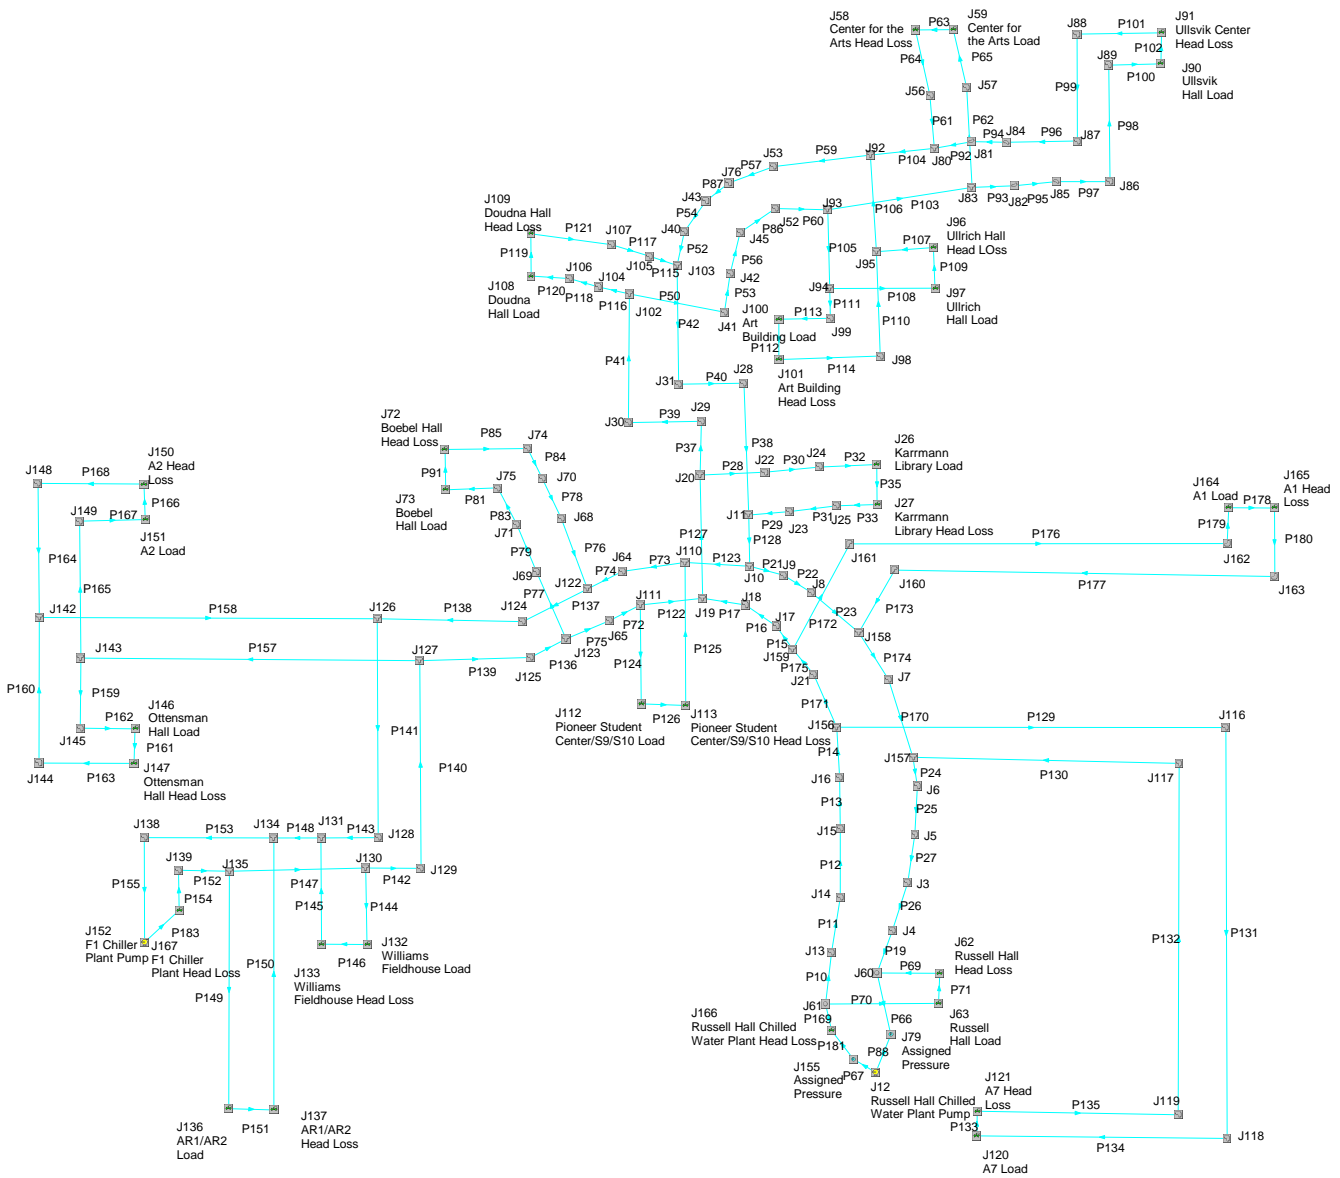 J58
Center for the
Arts Head Loss
P63
J59
Center for
the Arts Load
J88
P101
J91
Ullsvik Center
Head Loss
P64
P65
J89
P102
P100
J90
Ullsvik
Hall Load
J56
J57
P99
P61
P62
P98
P94
J84
P96
J87
J53
P59
J92
P104
J80
P92
J81
J76
P57
P87
J43
J83
P93
J82
P95
J85
P97
J86
J109
Doudna Hall
Head Loss
P121
J107
P54
J40
J52
P60
J93
P106
P103
J96
Ullrich Hall
Head LOss
P86
J45
P119
P117
P52
P105
P107
J105
P115
J103
P56
J95
J42
P109
J108
Doudna
Hall Load
P120
J106
P118
J104
P116
J102
P50
P53
J94
P108
J97
Ullrich
Hall Load
J41
J100
Art
Building Load
P113
P111
J99
P110
P42
P112
P41
P114
J98
J101
Art Building
Head Loss
J31
P40
J28
J72
Boebel Hall
Head Loss
P85
J74
J30
P39
J29
P38
P84
P37
J26
Karrmann
Library Load
J148
P168
J150
A2 Head
Loss
P91
J75
J70
J20
P28
J22
P30
J24
P32
P35
J165
A1 Head
Loss
J164
A1 Load
P178
J73
Boebel
Hall Load
P81
P78
J27
Karrmann
Library Head Loss
P166
J149
P167
J151
A2 Load
P83
J71
J68
J11
P29
J23
P31
J25
P33
P179
P164
P79
P76
P127
P128
J161
P176
J162
P180
J69
J64
P73
J110
P123
J10
P21
J9
P22
J8
J160
P177
J163
P165
P77
J122
P74
J142
P158
J126
P138
J124
P137
J111
P122
J19
P17
J18
P172
P23
P173
J17
P16
J158
P72
J65
P75
P15
J143
P157
J127
P139
J125
P136
J123
P124
P125
J159
P175
P174
J21
J7
P160
P159
P162
J146
Ottensman
Hall Load
P171
J112
Pioneer Student
Center/S9/S10 Load
P126
J113
Pioneer Student
Center/S9/S10 Head Loss
J156
P170
P129
J116
P141
J145
P161
P14
J144
P163
J147
Ottensman
Hall Head Loss
P140
J157
P130
J117
J16
P24
J6
P13
P25
J138
P153
J134
P148
J131
P143
J128
J15
J5
J139
P152
J135
J130
P142
J129
P12
P27
J3
P155
P154
P147
P144
J14
P26
P145
P11
J4
P183
P132
P131
J152
F1 Chiller
Plant Pump
J167
F1 Chiller
Plant Head Loss
P146
J132
Williams
Fieldhouse Load
J13
P19
J62
Russell Hall
Head Loss
J133
Williams
Fieldhouse Head Loss
P150
P149
P10
J60
P69
P71
J61
P70
J166
Russell Hall Chilled
Water Plant Head Loss
P169
P66
J63
Russell
Hall Load
J79
Assigned
Pressure
P181
P88
J155
Assigned
Pressure
P67
J12
Russell Hall Chilled
Water Plant Pump
J121
A7 Head
Loss
P135
J119
P133
P134
J118
J120
A7 Load
J136
AR1/AR2
Load
P151
J137
AR1/AR2
Head Loss